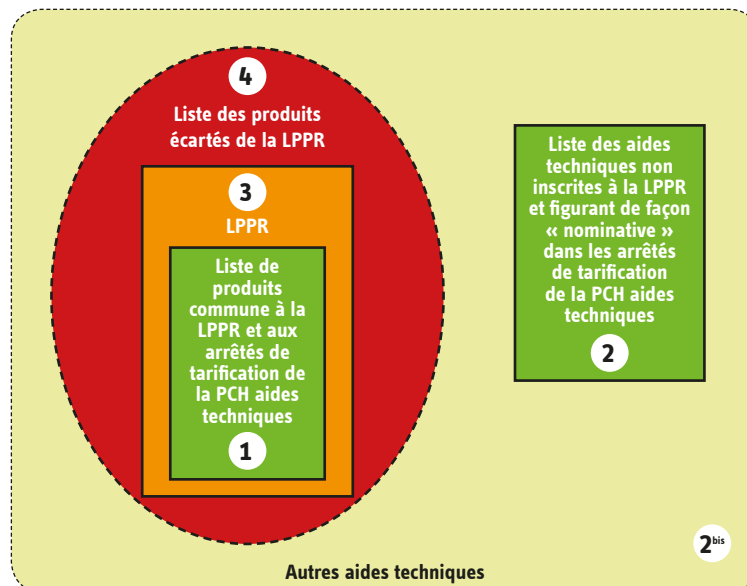 4
Liste des produits
écartés de la LPPR
3
LPPR
Liste de
produits
commune à la
LPPR et aux
arrêtés de
tarification de
la PCH aides
techniques
1
Liste des aides
techniques non
inscrites à la LPPR
et figurant de façon
« nominative »
dans les arrêtés
de tarification
de la PCH aides
techniques
2
2bis
Autres aides techniques